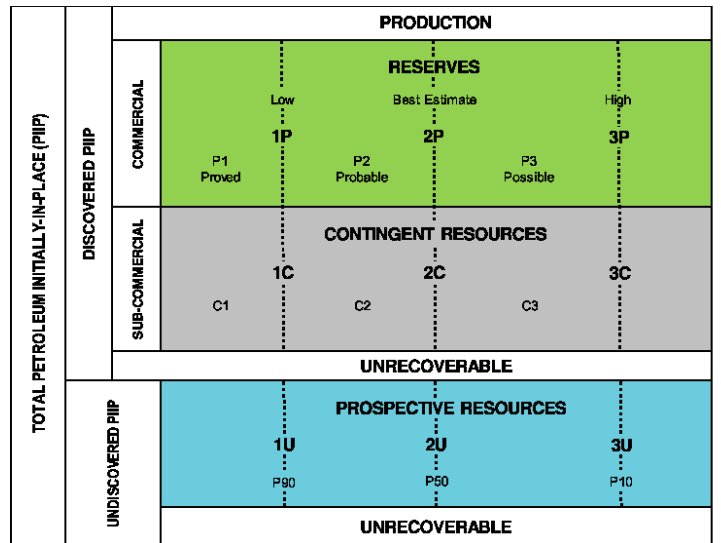 TOTAL PETROLEUM INITIALLY-IN-PLACE (PIIP)
DISCOVERED PIIP
UNDISCOVERED PIIP
COMMERCIAL
SUB-COMMERCIAL
PRODUCTION
RESERVES
Low Best Estimate High
1P 2P 3P
P1 P2 P3
Proved Probable Possible
CONTINGENT RESOURCES
1C 2C 3C
C1 C2 C3
UNRECOVERABLE
PROSPECTIVE RESOURCES
1U 2U 3U
P90 P50 P10
UNRECOVERABLE